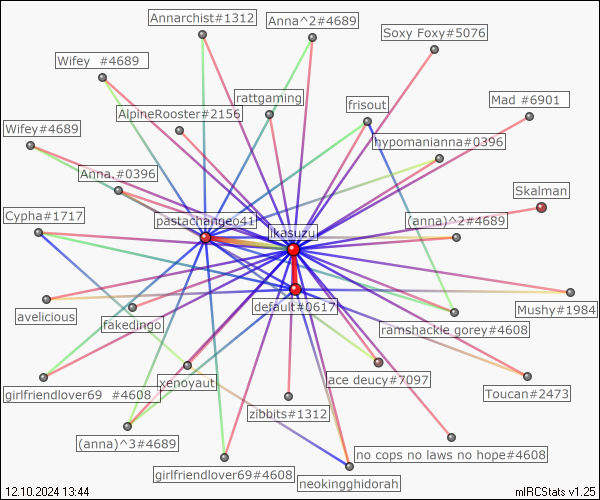 Annarchist#1312
Anna^2#4689
Soxy Foxy#5076
Wifey #4689
rattgaming
frisout
Mad #6901
AlpineRooster#2156
Wifey#4689
hypomanianna#0396
Anna.#0396
Skalman
Cypha#1717
pastachangeo41
ikasuzu
(anna)^2#4689
avelicious
fakedingo
default#0617
ramshackle gorey#4608
Mushy#1984
girlfriendlover69 #4608
xenoyaut
ace deucy#7097
Toucan#2473
zibbits#1312
(anna)^3#4689
girlfriendlover69#4608
neokingghidorah
no cops no laws no hope#4608
12.10.2024 13:44
mIRCStats v1.25